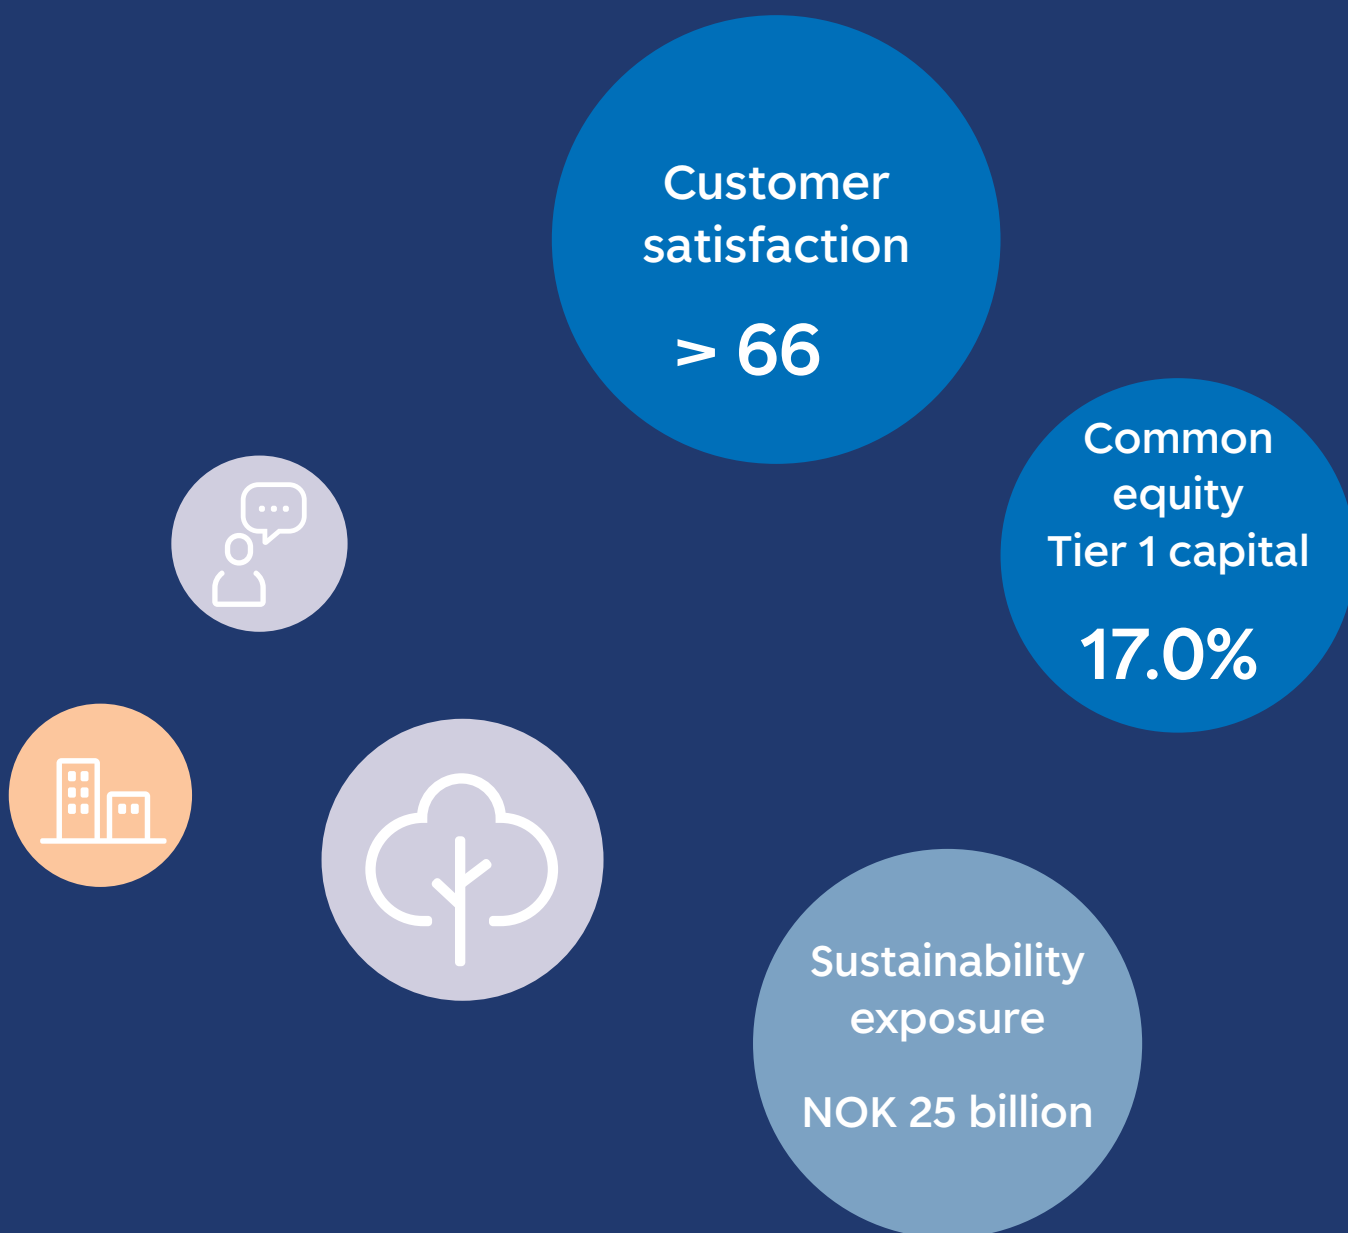 Customer
satisfaction
> 66
Common
equity
Tier 1 capital
17.0%
Sustainability
exposure
NOK 25 billion